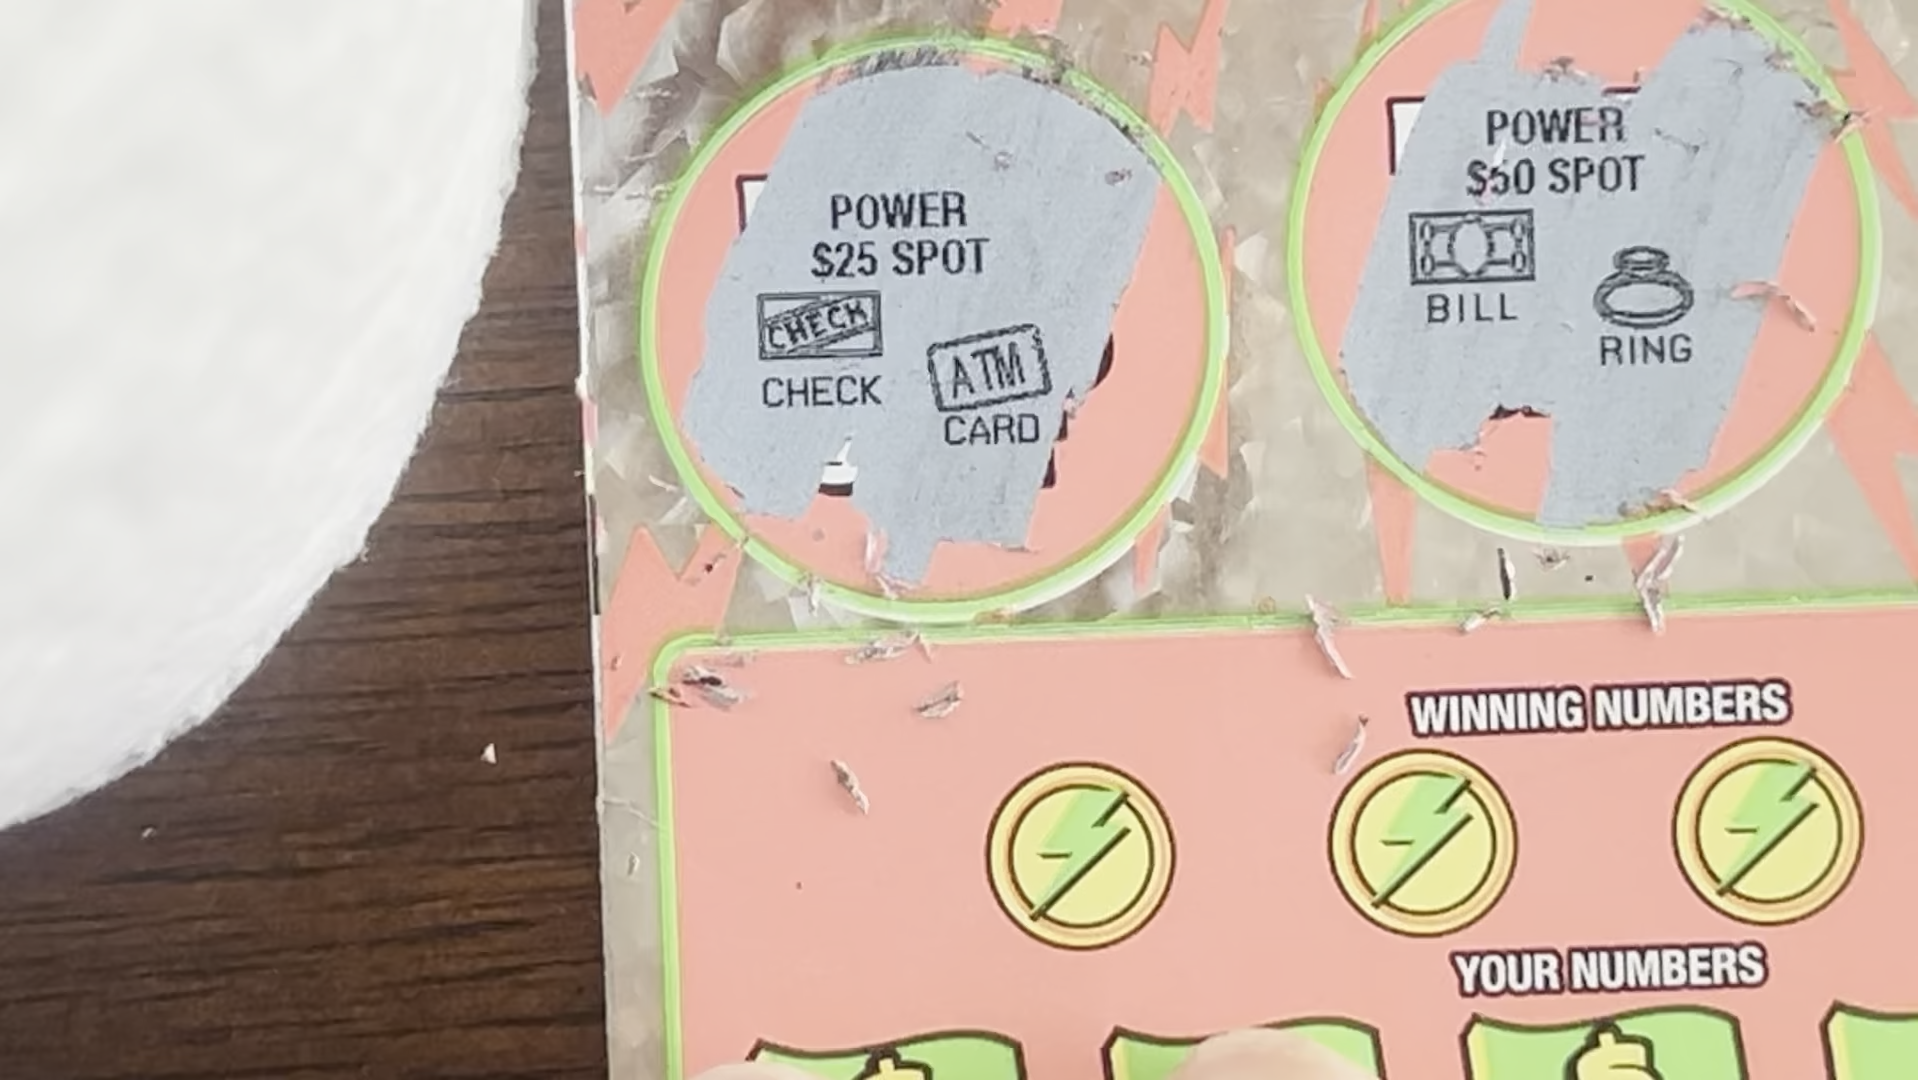 POWER
$25 SPOT
CHECK
CHECK
ATM
CARD
POWER
$50 SPOT
BILL
RING
WINNING NUMBERS
YOUR NUMBERS